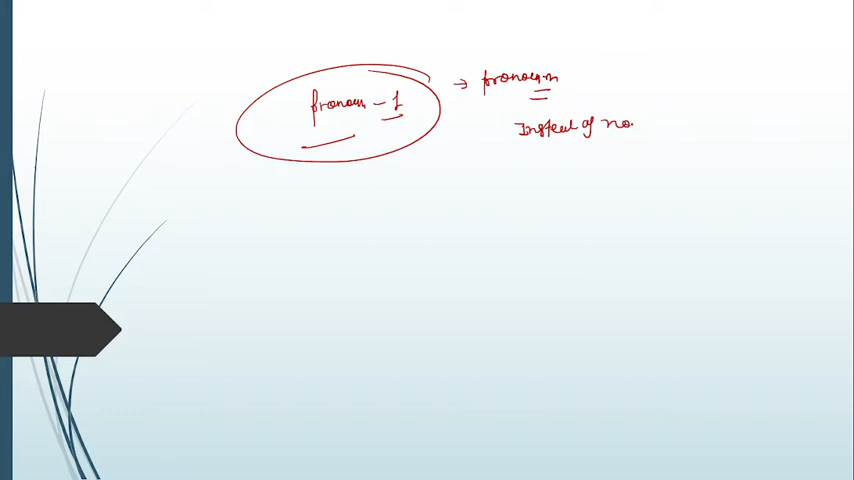 pronoun - 1
→ pronoun
Instead of no.